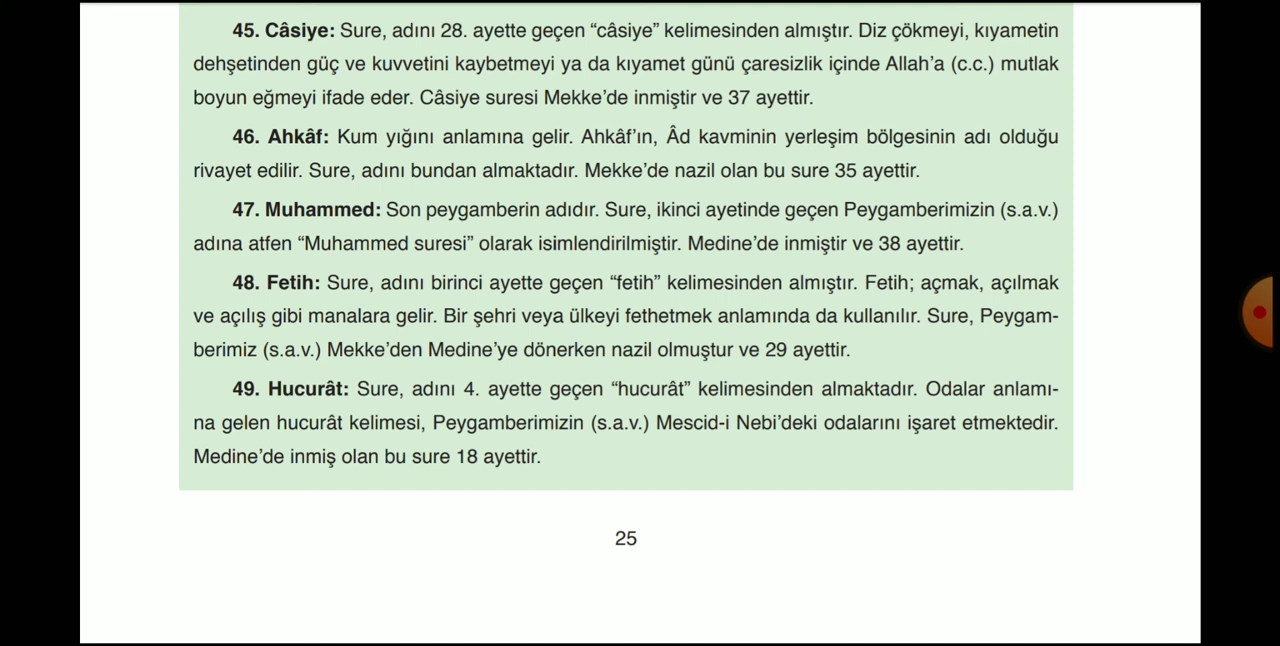 45. Câsiye: Sure, adını 28. ayette geçen “câsiye” kelimesinden almıştır. Diz çökmeyi, kıyametin
dehşetinden güç ve kuvvetini kaybetmeyi ya da kıyamet günü çaresizlik içinde Allah’a (c.c.) mutlak
boyun eğmeyi ifade eder. Câsiye suresi Mekke’de inmiştir ve 37 ayettir.
46. Ahkâf: Kum yığını anlamına gelir. Ahkâf’ın, Âd kavminin yerleşim bölgesinin adı olduğu
rivayet edilir. Sure, adını bundan almaktadır. Mekke’de nazil olan bu sure 35 ayettir.
47. Muhammed: Son peygamberin adıdır. Sure, ikinci ayetinde geçen Peygamberimizin (s.a.v.)
adına atfen “Muhammed suresi” olarak isimlendirilmiştir. Medine’de inmiştir ve 38 ayettir.
48. Fetih: Sure, adını birinci ayette geçen “fetih” kelimesinden almıştır. Fetih; açmak, açılmak
ve açılış gibi manalara gelir. Bir şehri veya ülkeyi fethetmek anlamında da kullanılır. Sure, Peygam-
berimiz (s.a.v.) Mekke’den Medine’ye dönerken nazil olmuştur ve 29 ayettir.
49. Hucurât: Sure, adını 4. ayette geçen “hucurât” kelimesinden almaktadır. Odalar anlamı-
na gelen hucurât kelimesi, Peygamberimizin (s.a.v.) Mescid-i Nebi’deki odalarını işaret etmektedir.
Medine’de inmiş olan bu sure 18 ayettir.
25